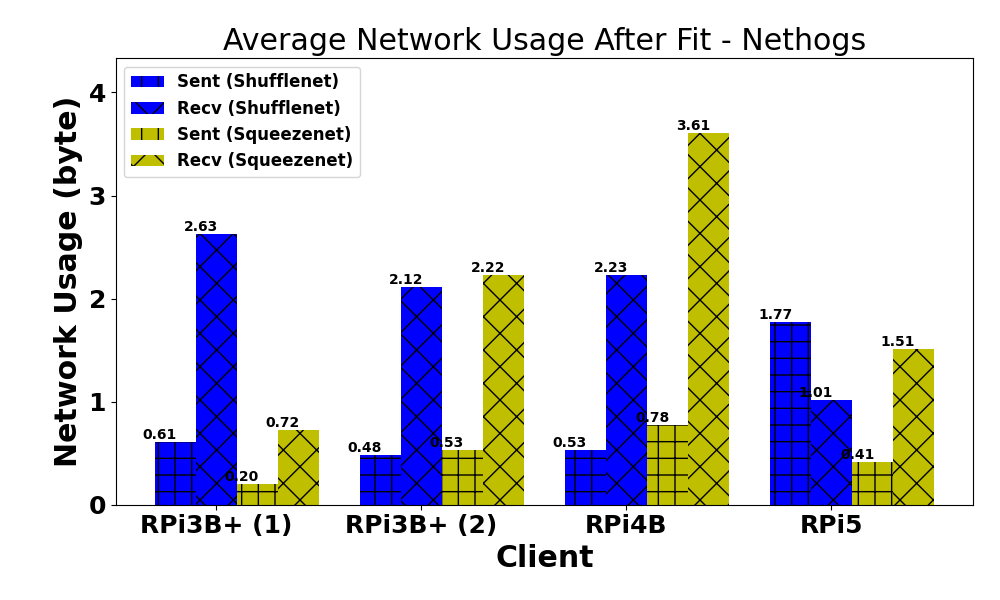 Average Network Usage After Fit - Nethogs
Network Usage (byte)
4
3
2
1
0
Sent (Shufflenet)
Recv (Shufflenet)
Sent (Squeezenet)
Recv (Squeezenet)
0.61
2.63
0.20
0.72
0.48
2.12
0.53
2.22
0.53
2.23
0.78
3.61
1.77
1.01
0.41
1.51
RPi3B+ (1)
RPi3B+ (2)
RPi4B
RPi5
Client